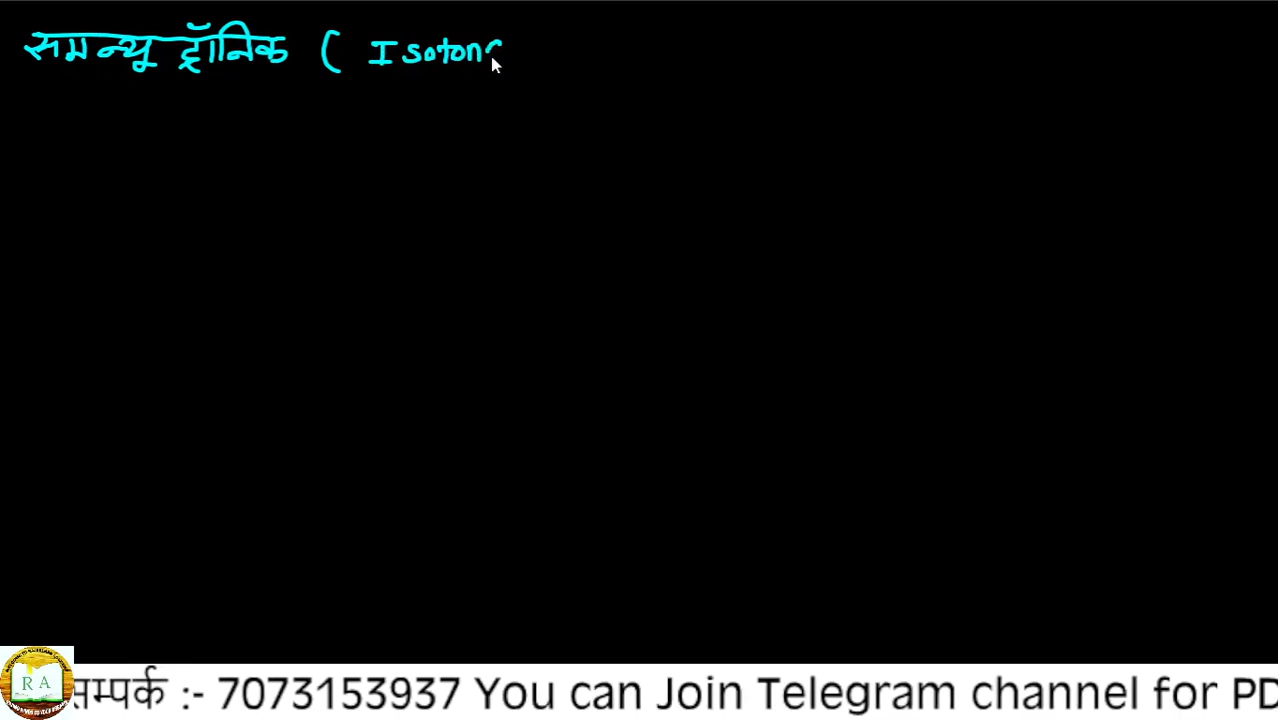 समन्यूट्रॉनिक ( Isoton
R A
सम्पर्क :- 7073153937 You can Join Telegram channel for PD